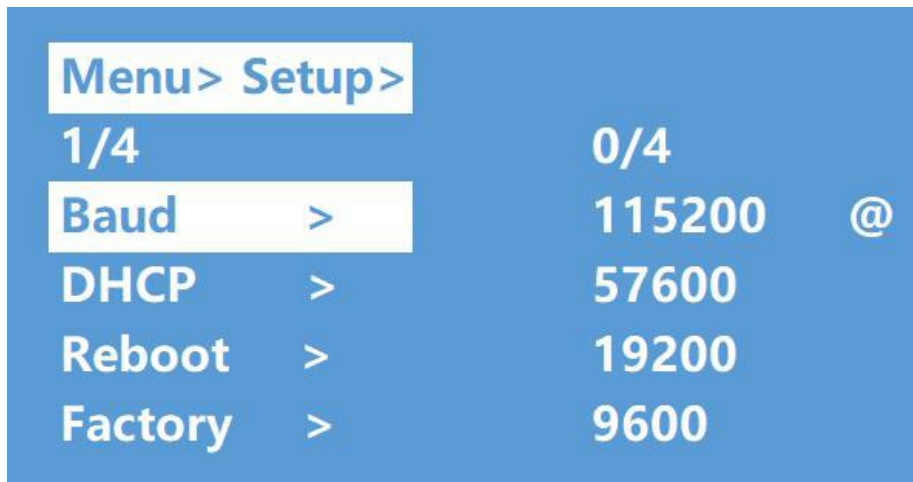 Menu> Setup>
1/4 0/4
Baud > 115200 @
DHCP > 57600
Reboot > 19200
Factory > 9600